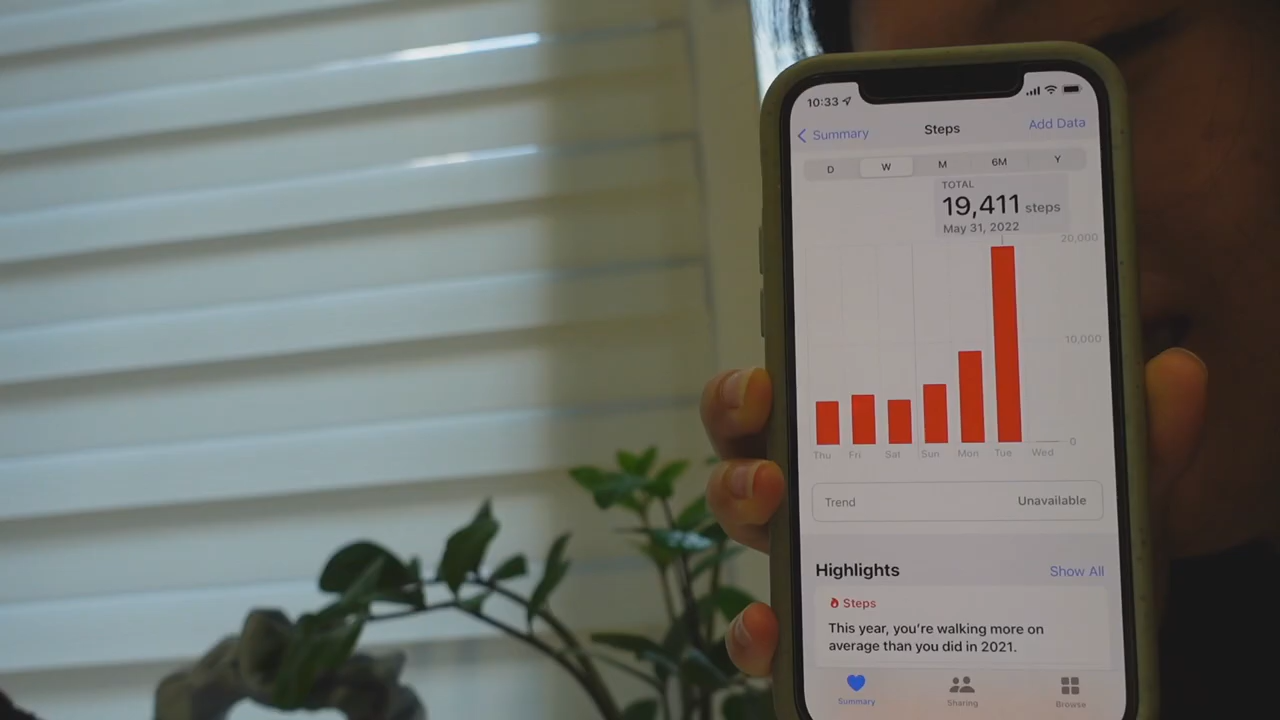 10:33
Summary Steps Add Data
D W M 6M Y
TOTAL
19,411 steps
May 31, 2022
20,000
10,000
0
Thu Fri Sat Sun Mon Tue Wed
Trend Unavailable
Highlights Show All
Steps
This year, you're walking more on
average than you did in 2021.
Summary Sharing Browse